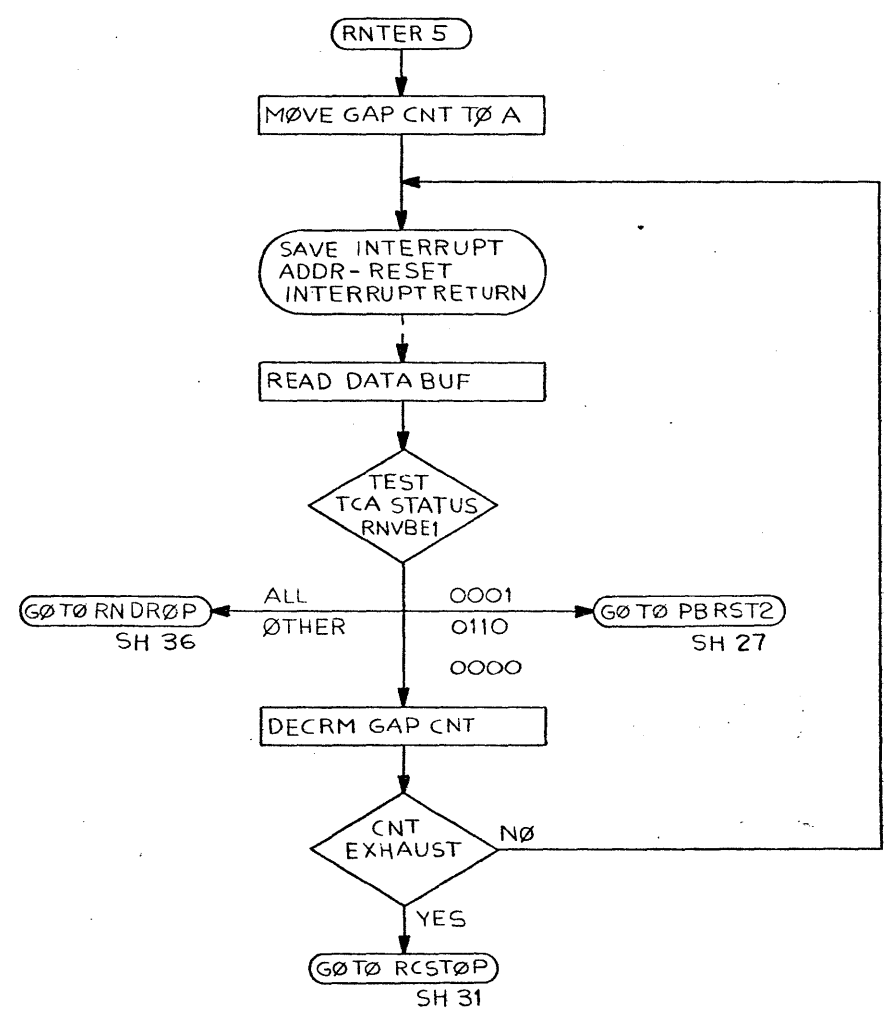 RNTER 5
MØVE GAP CNT TØ A
SAVE INTERRUPT
ADDR-RESET
INTERRUPT RETURN
READ DATA BUF
TEST
TCA STATUS
RNVBE1
ALL
ØTHER
0001
0110
0000
GØ TØ RNDRØP
SH 36
GØ TØ PBRST2
SH 27
DECRM GAP CNT
CNT
EXHAUST
NØ
YES
GØ TØ RCSTØP
SH 31